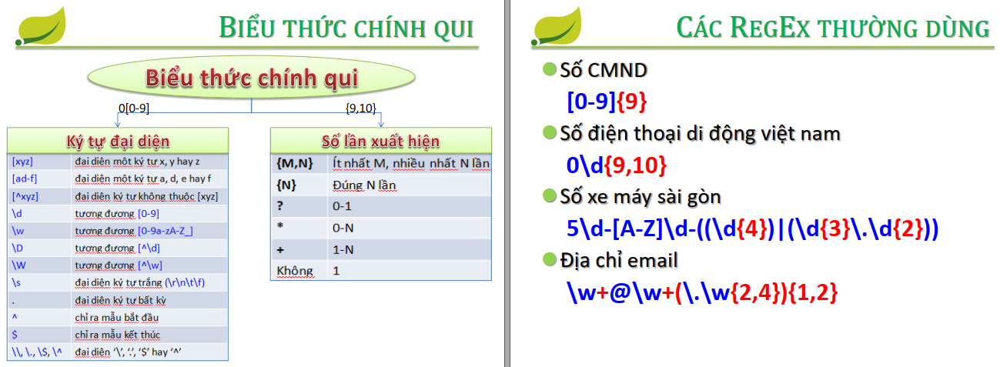 BIỂU THỨC CHÍNH QUI
Biểu thức chính qui
0[0-9]
{9,10}
Ký tự đại diện
[xyz] đại diện một ký tự x, y hay z
[ad-f] đại diện một ký tự a, d, e hay f
[^xyz] đại diện ký tự không thuộc [xyz]
\d tương đương [0-9]
\w tương đương [0-9a-zA-Z_]
\D tương đương [^\d]
\W tương đương [^\w]
\s đại diện ký tự trắng (\r\n\t\f)
. đại diện ký tự bất kỳ
^ chỉ ra mẫu bắt đầu
$ chỉ ra mẫu kết thúc
\\, \., \$, \^ đại diện ‘\’, ‘.’, ‘$’ hay ‘^’
Số lần xuất hiện
{M,N} Ít nhất M, nhiều nhất N lần
{N} Đúng N lần
? 0-1
* 0-N
+ 1-N
Không 1
CÁC REGEX THƯỜNG DÙNG
Số CMND
[0-9]{9}
Số điện thoại di động việt nam
0\d{9,10}
Số xe máy sài gòn
5\d-[A-Z]\d-((\d{4})|(\d{3}\.\d{2}))
Địa chỉ email
\w+@\w+(\.\w{2,4}){1,2}